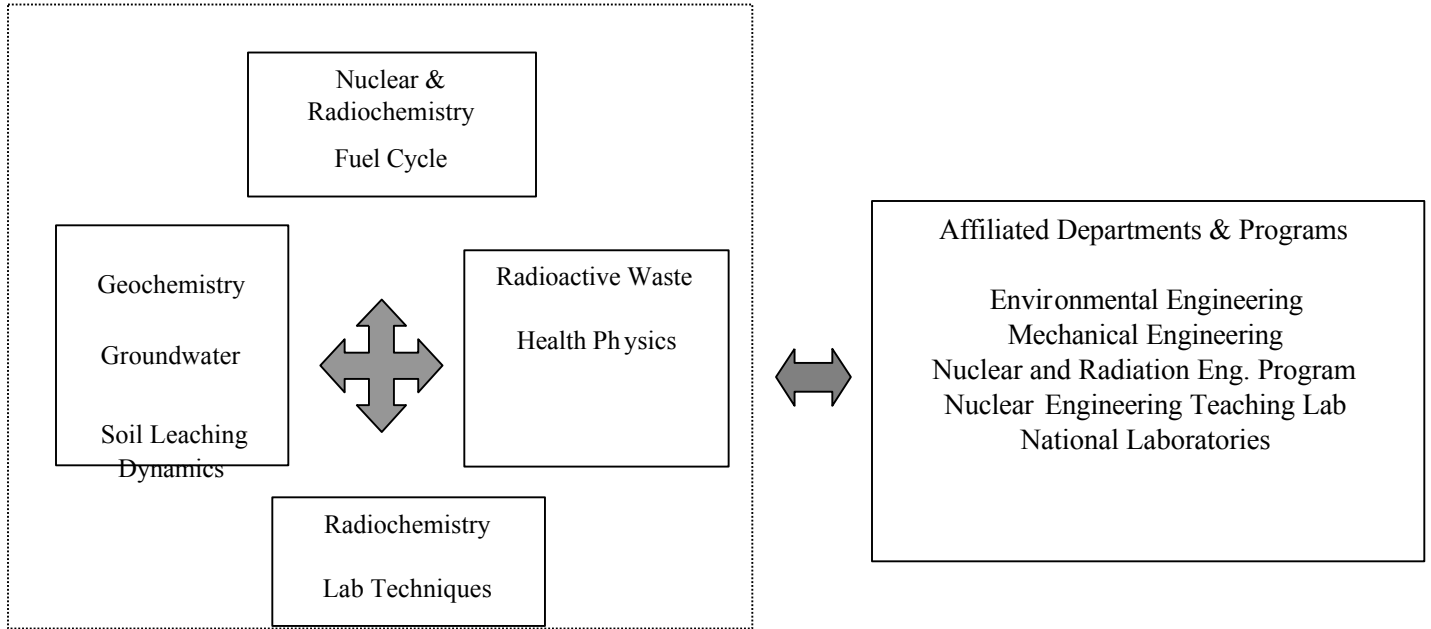 Nuclear &
Radiochemistry
Fuel Cycle
Geochemistry
Groundwater
Soil Leaching
Dynamics
Radioactive Waste
Health Physics
Radiochemistry
Lab Techniques
Affiliated Departments & Programs
Environmental Engineering
Mechanical Engineering
Nuclear and Radiation Eng. Program
Nuclear Engineering Teaching Lab
National Laboratories